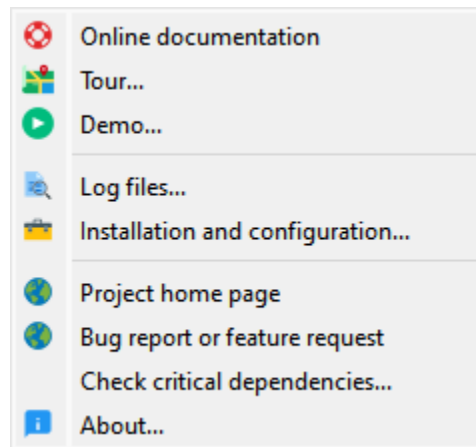 Online documentation
Tour...
Demo...
Log files...
Installation and configuration...
Project home page
Bug report or feature request
Check critical dependencies...
About...